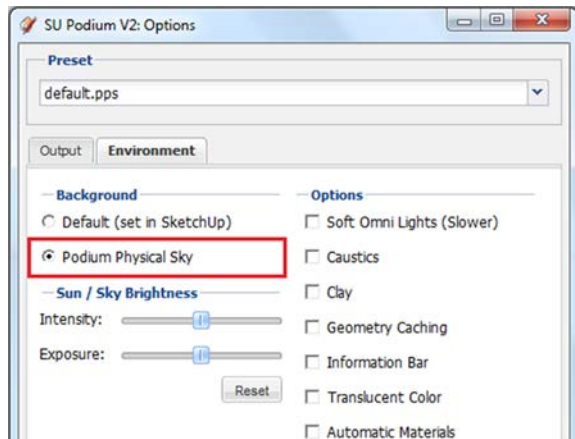 SU Podium V2: Options
Preset
default.pps
Output Environment
Background
Default (set in SketchUp)
Podium Physical Sky
Sun / Sky Brightness
Intensity:
Exposure:
Reset
Options
Soft Omni Lights (Slower)
Caustics
Clay
Geometry Caching
Information Bar
Translucent Color
Automatic Materials